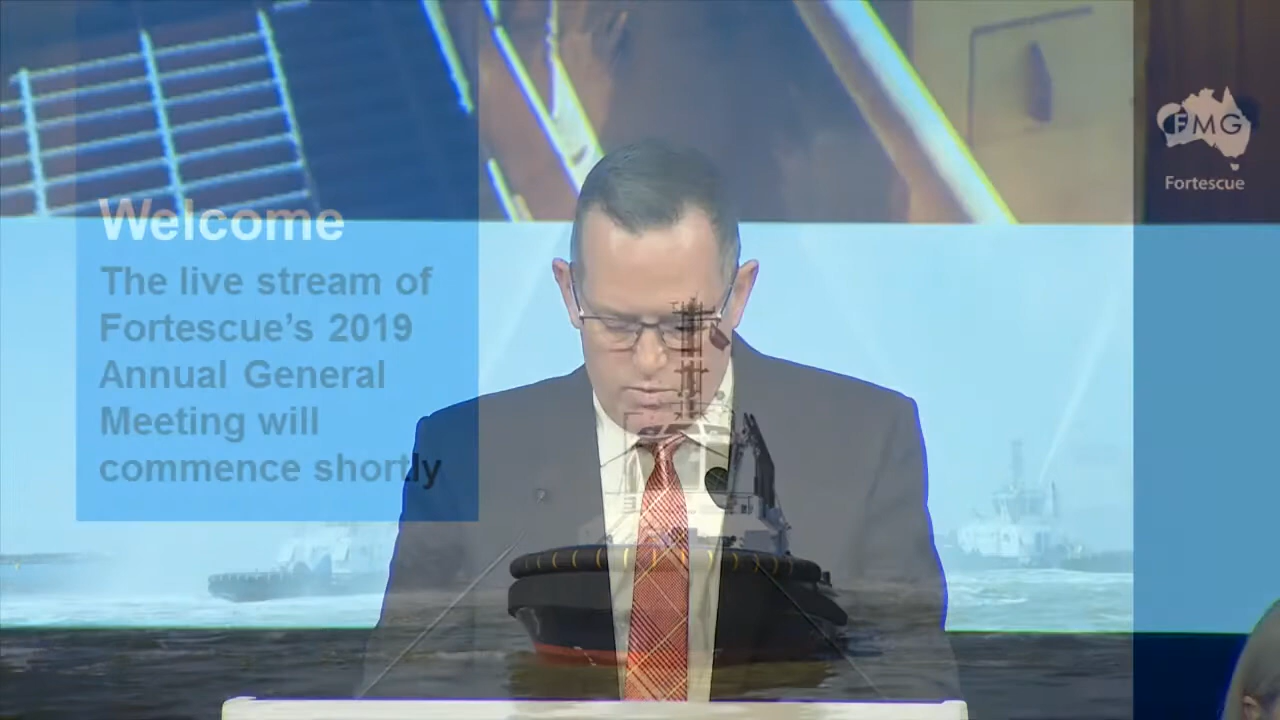 Welcome
The live stream of
Fortescue’s 2019
Annual General
Meeting will
commence shortly
FMG
Fortescue